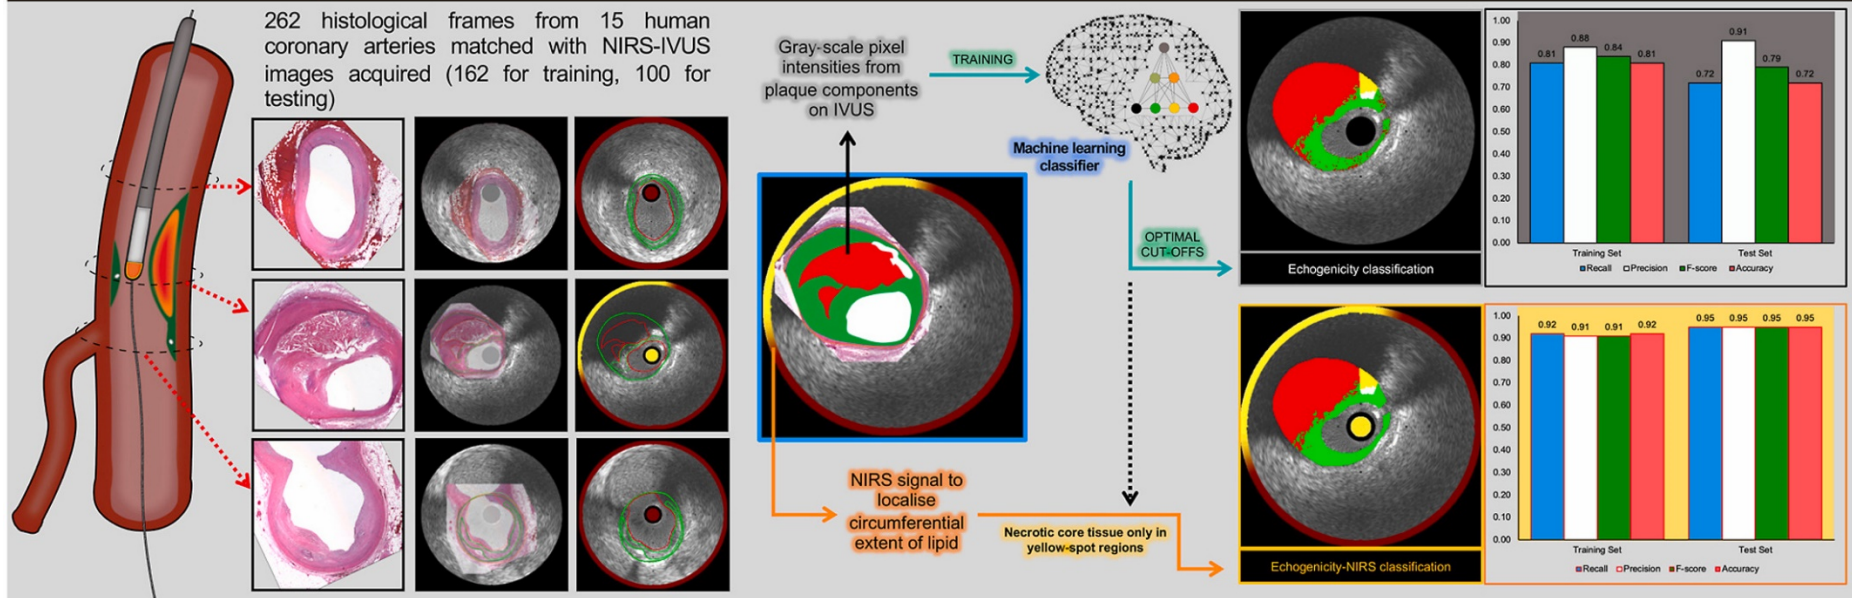 262 histological frames from 15 human
coronary arteries matched with NIRS-IVUS
images acquired (162 for training, 100 for
testing)
Gray-scale pixel
intensities from
plaque components
on IVUS
TRAINING
Machine learning
classifier
OPTIMAL
CUT-OFFS
NIRS signal to
localise
circumferential
extent of lipid
Necrotic core tissue only in
yellow-spot regions
Echogenicity classification
1.00
0.90
0.80
0.70
0.60
0.50
0.40
0.30
0.20
0.10
0.00
0.81 0.88 0.84 0.81 0.72 0.91 0.79 0.72
Training Set Test Set
Recall Precision F-score Accuracy
Echogenicity-NIRS classification
1.00
0.90
0.80
0.70
0.60
0.50
0.40
0.30
0.20
0.10
0.00
0.92 0.91 0.91 0.92 0.95 0.95 0.95 0.95
Training Set Test Set
Recall Precision F-score Accuracy